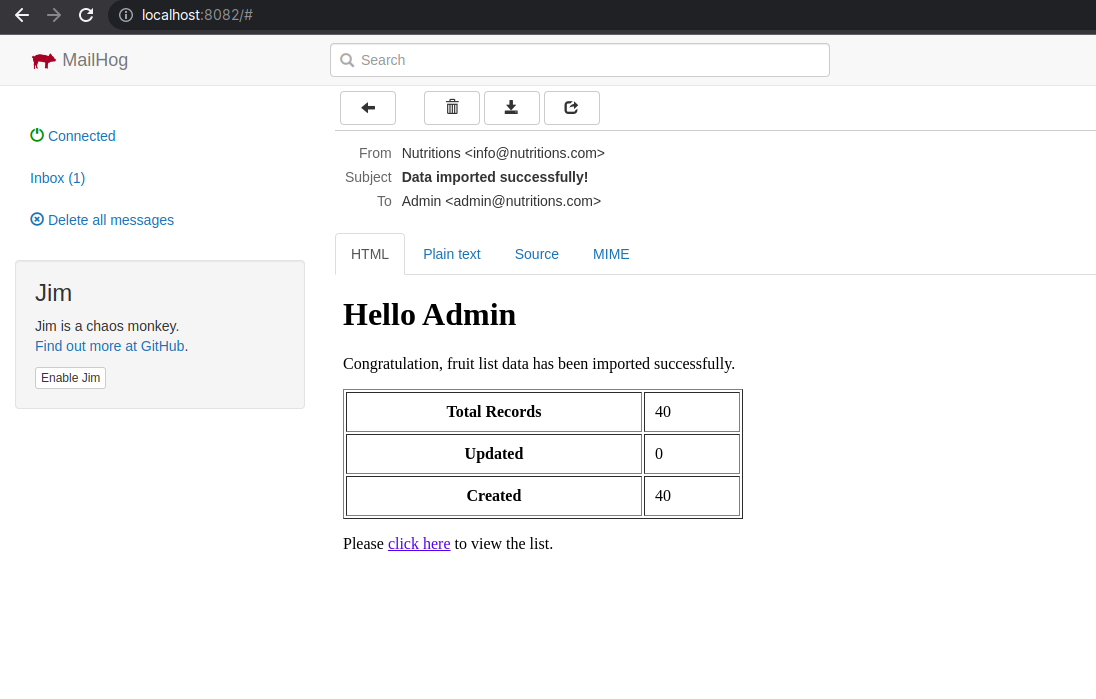 localhost:8082/#
MailHog
Search
Connected
Inbox (1)
Delete all messages
Jim
Jim is a chaos monkey.
Find out more at GitHub.
Enable Jim
From Nutritions <info@nutritions.com>
Subject Data imported successfully!
To Admin <admin@nutritions.com>
HTML Plain text Source MIME
Hello Admin
Congratulation, fruit list data has been imported successfully.
Total Records 40
Updated 0
Created 40
Please click here to view the list.